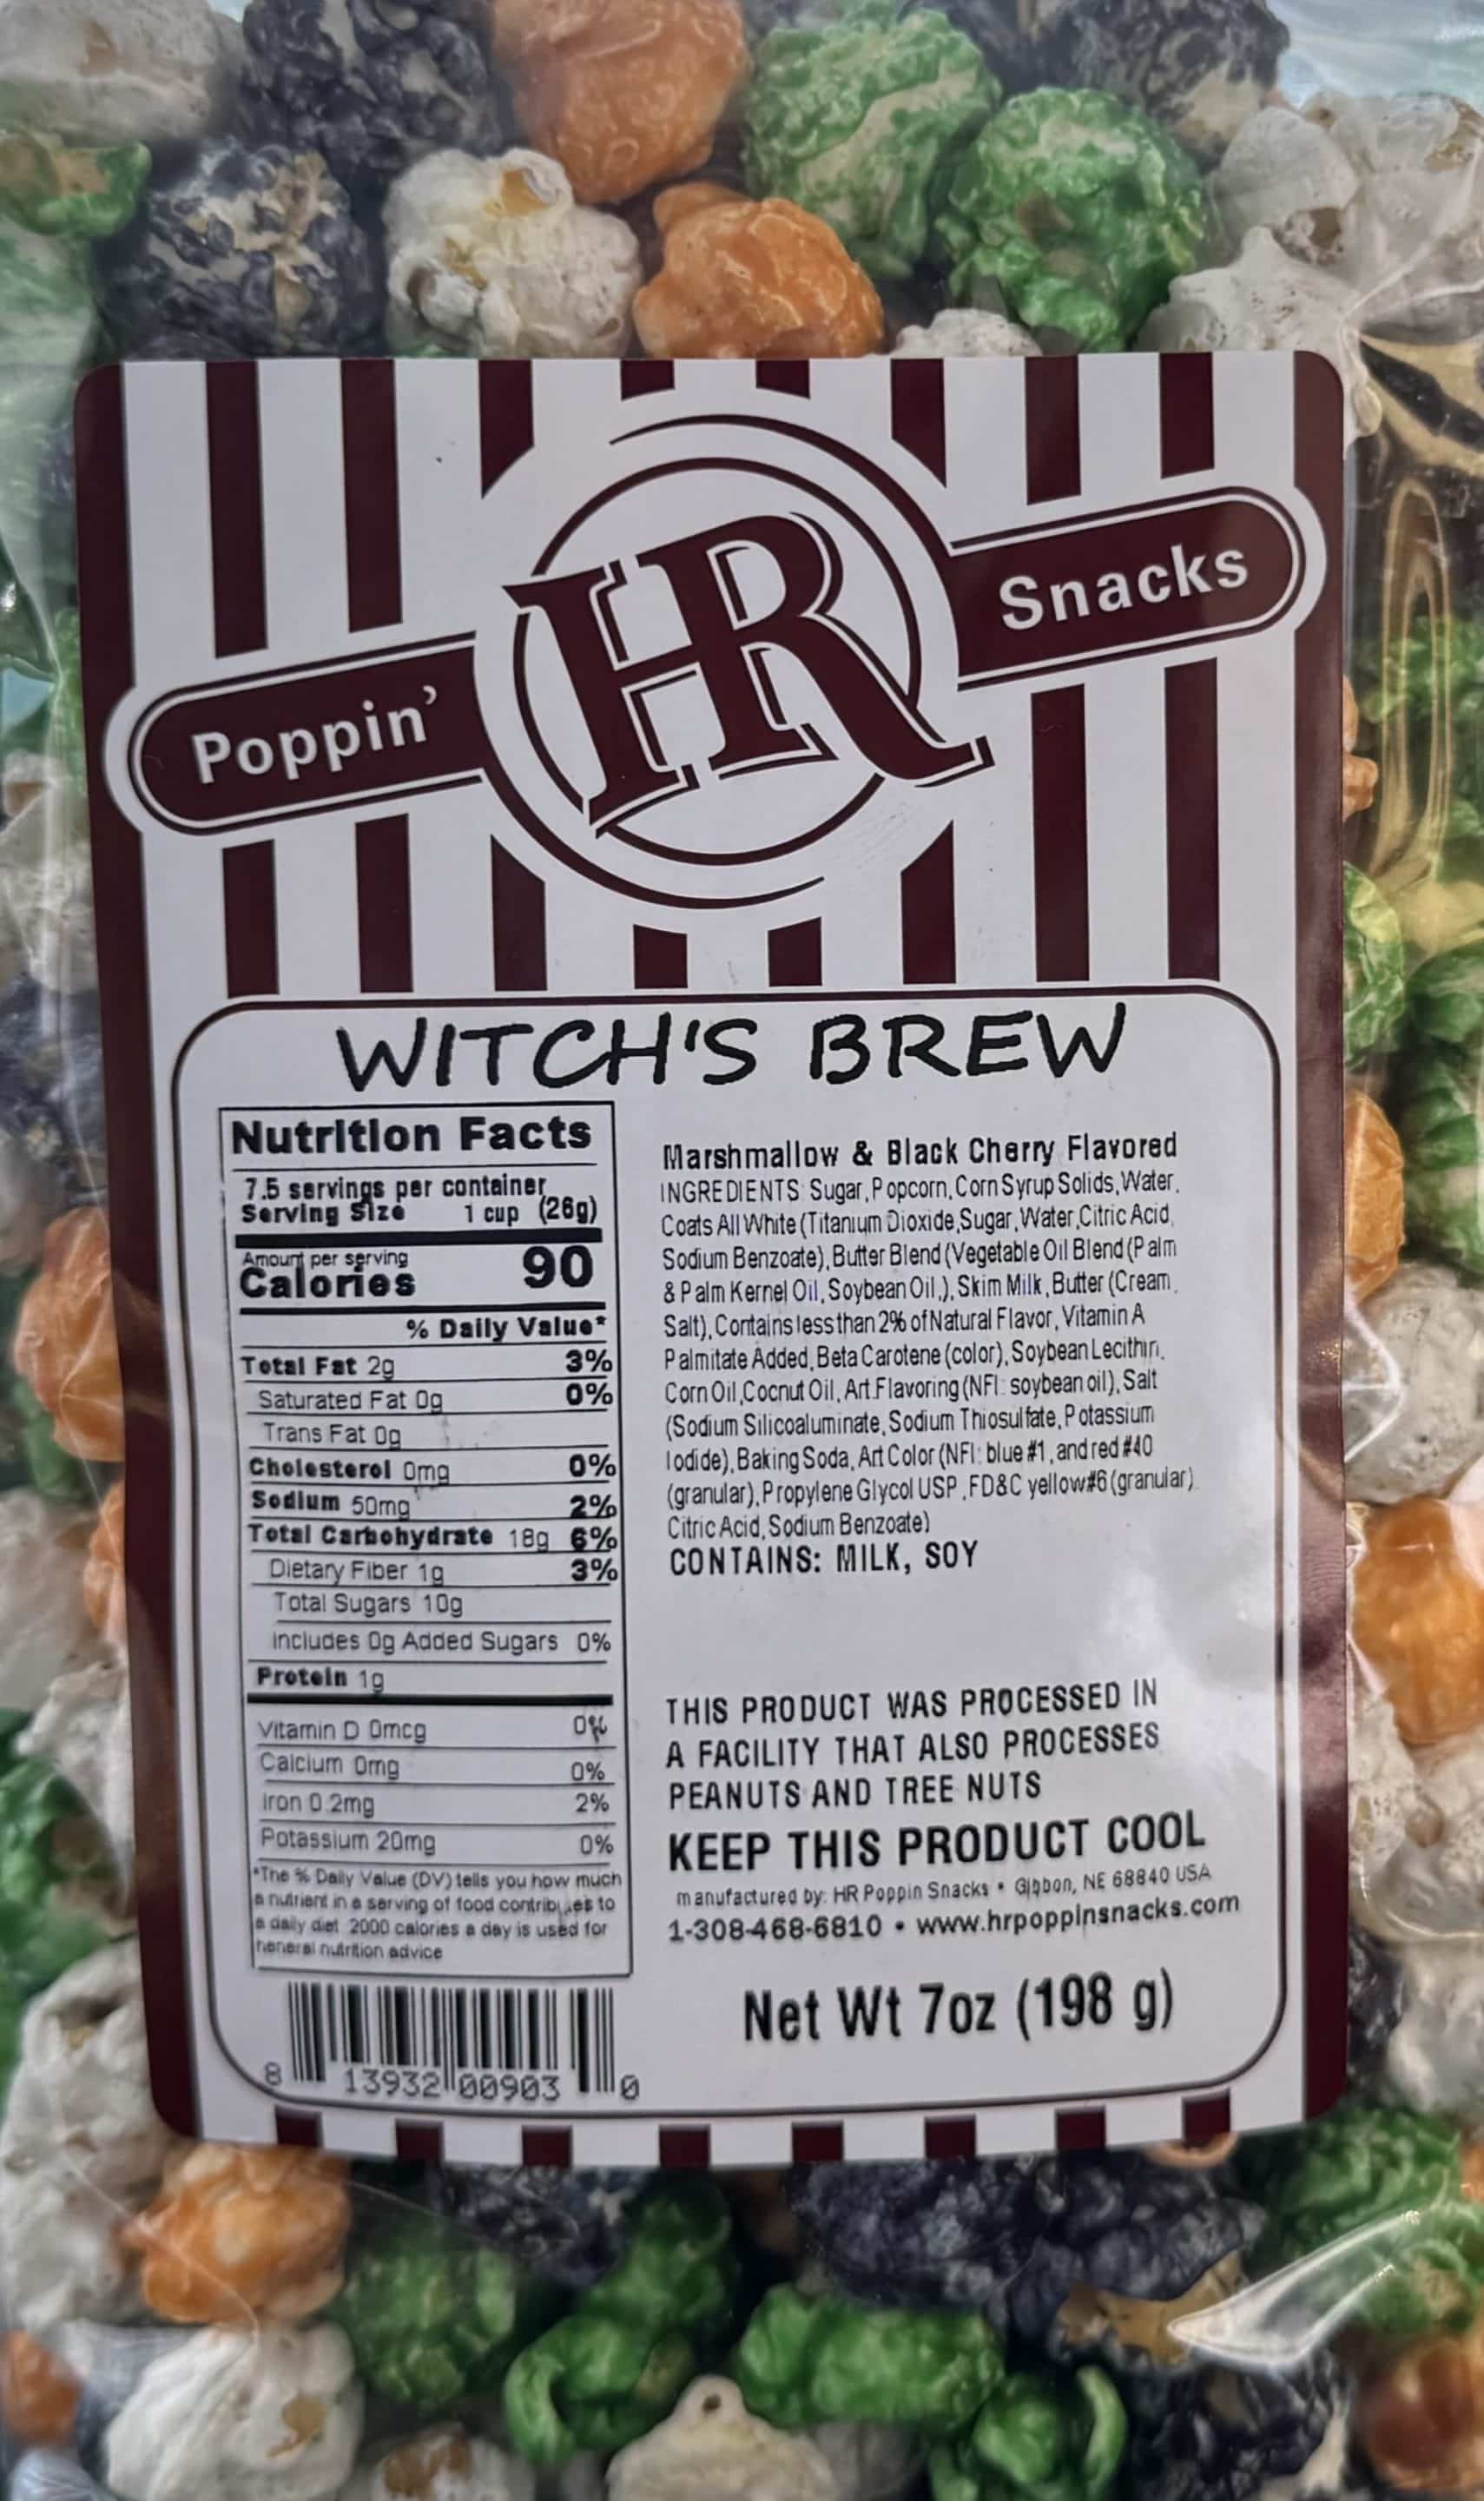 Poppin’ HR Snacks
WITCH'S BREW
Nutrition Facts
7.5 servings per container
Serving Size 1 cup (26g)
Amount per serving
Calories 90
% Daily Value*
Total Fat 2g 3%
Saturated Fat 0g 0%
Trans Fat 0g
Cholesterol 0mg 0%
Sodium 50mg 2%
Total Carbohydrate 18g 6%
Dietary Fiber 1g 3%
Total Sugars 10g
includes 0g Added Sugars 0%
Protein 1g
Vitamin D 0mcg 0%
Calcium 0mg 0%
Iron 0.2mg 2%
Potassium 20mg 0%
*The % Daily Value (DV) tells you how much
a nutrient in a serving of food contributes to
a daily diet 2000 calories a day is used for
general nutrition advice
8 13932 00903 0
Marshmallow & Black Cherry Flavored
INGREDIENTS: Sugar, Popcorn, Corn Syrup Solids, Water,
Coats All White (Titanium Dioxide, Sugar, Water, Citric Acid,
Sodium Benzoate), Butter Blend (Vegetable Oil Blend (Palm
& Palm Kernel Oil, Soybean Oil,), Skim Milk, Butter (Cream,
Salt), Contains less than 2% of Natural Flavor, Vitamin A
Palmitate Added, Beta Carotene (color), Soybean Lecithin,
Corn Oil, Cocnut Oil, Art.Flavoring (NFI: soybean oil), Salt
(Sodium Silicoaluminate, Sodium Thiosulfate, Potassium
Iodide), Baking Soda, Art Color (NFI: blue #1, and red #40
(granular), Propylene Glycol USP, FD&C yellow#6 (granular),
Citric Acid, Sodium Benzoate)
CONTAINS: MILK, SOY
THIS PRODUCT WAS PROCESSED IN
A FACILITY THAT ALSO PROCESSES
PEANUTS AND TREE NUTS
KEEP THIS PRODUCT COOL
manufactured by: HR Poppin Snacks • Gibbon, NE 68840 USA
1-308-468-6810 • www.hrpoppinsnacks.com
Net Wt 7oz (198 g)